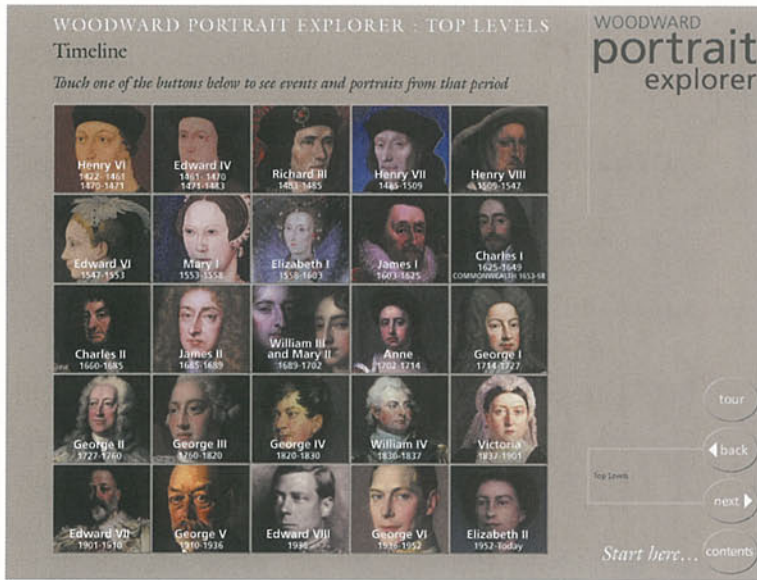 WOODWARD PORTRAIT EXPLORER : TOP LEVELS
Timeline
Touch one of the buttons below to see events and portraits from that period
WOODWARD
portrait
explorer
Henry VI
1422- 1461
1470-1471
Edward IV
1461- 1470
1471-1483
Richard III
1483-1485
Henry VII
1485-1509
Henry VIII
1509-1547
Edward VI
1547-1553
Mary I
1553-1558
Elizabeth I
1558-1603
James I
1603-1625
Charles I
1625-1649
COMMONWEALTH 1653-58
Charles II
1660-1685
James II
1685-1689
William III
and Mary II
1689-1702
Anne
1702-1714
George I
1714-1727
George II
1727-1760
George III
1760-1820
George IV
1820-1830
William IV
1830-1837
Victoria
1837-1901
Edward VII
1901-1910
George V
1910-1936
Edward VIII
1936
George VI
1936-1952
Elizabeth II
1952-Today
tour
back
Top Levels
next
Start here...
contents